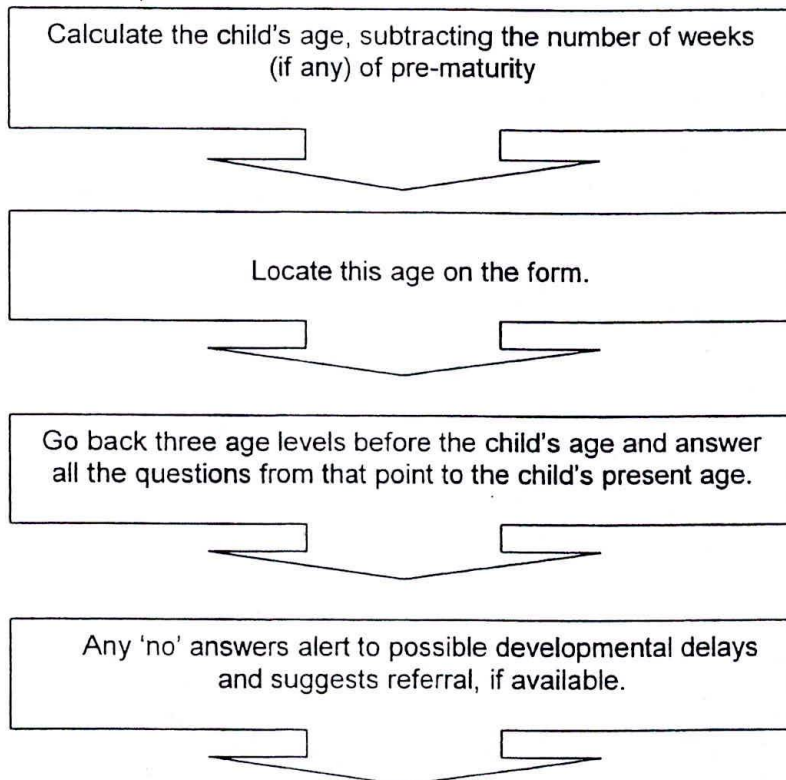 Calculate the child's age, subtracting the number of weeks
(if any) of pre-maturity
Locate this age on the form.
Go back three age levels before the child's age and answer
all the questions from that point to the child's present age.
Any 'no' answers alert to possible developmental delays
and suggests referral, if available.